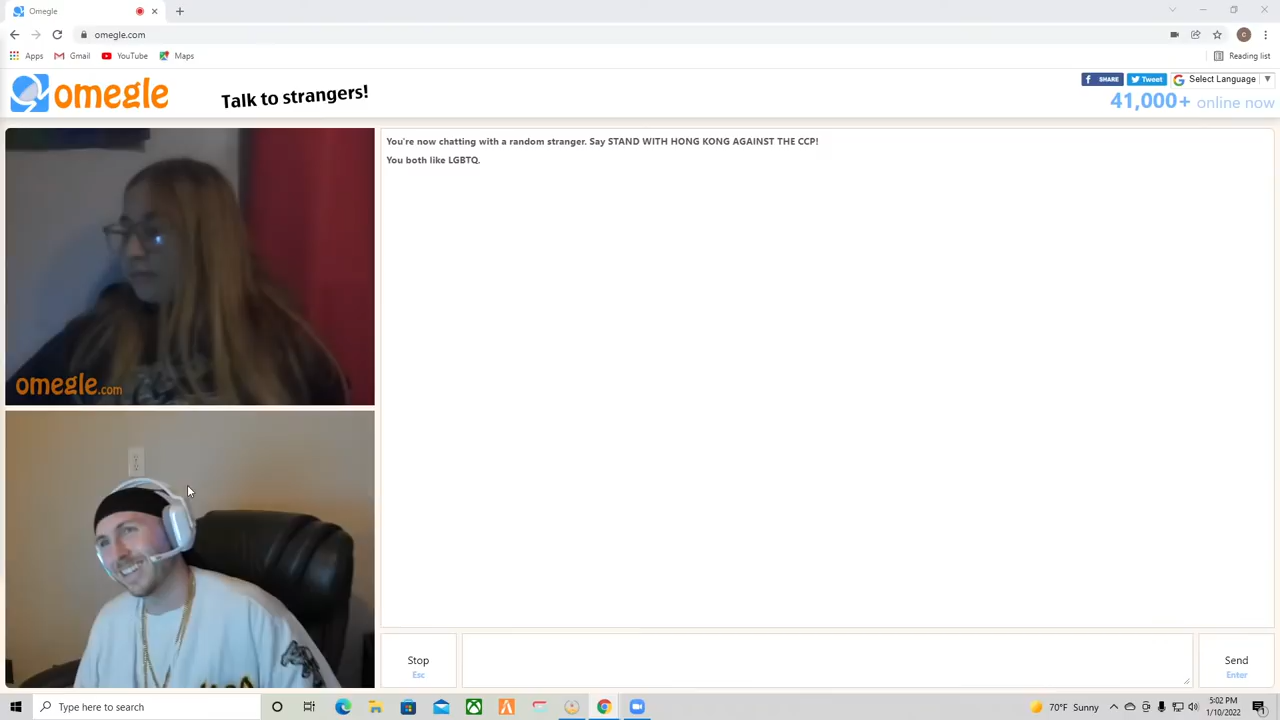 Omegle
omegle.com
Apps Gmail YouTube Maps Reading list
omegle Talk to strangers!
SHARE Tweet Select Language
41,000+ online now
You're now chatting with a random stranger. Say STAND WITH HONG KONG AGAINST THE CCP!
You both like LGBTQ.
omegle.com
Stop
Esc
Send
Enter
Type here to search
70°F Sunny
5:02 PM
1/10/2022